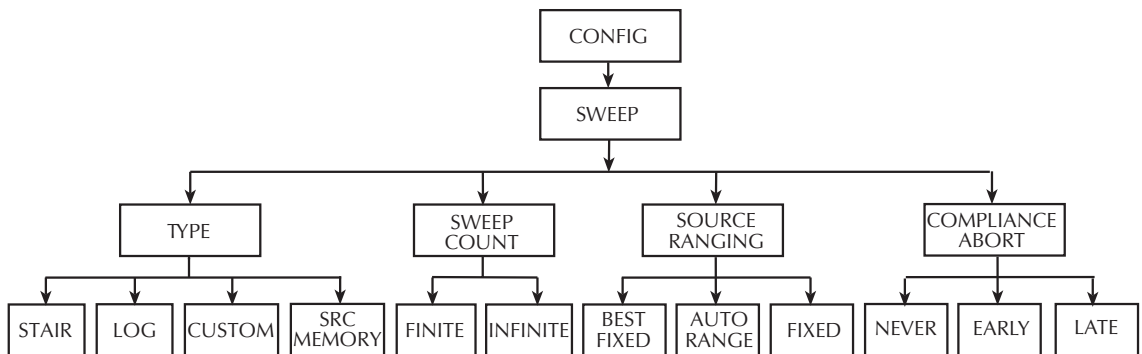 CONFIG
SWEEP
TYPE
SWEEP
COUNT
SOURCE
RANGING
COMPLIANCE
ABORT
STAIR
LOG
CUSTOM
SRC
MEMORY
FINITE
INFINITE
BEST
FIXED
AUTO
RANGE
FIXED
NEVER
EARLY
LATE